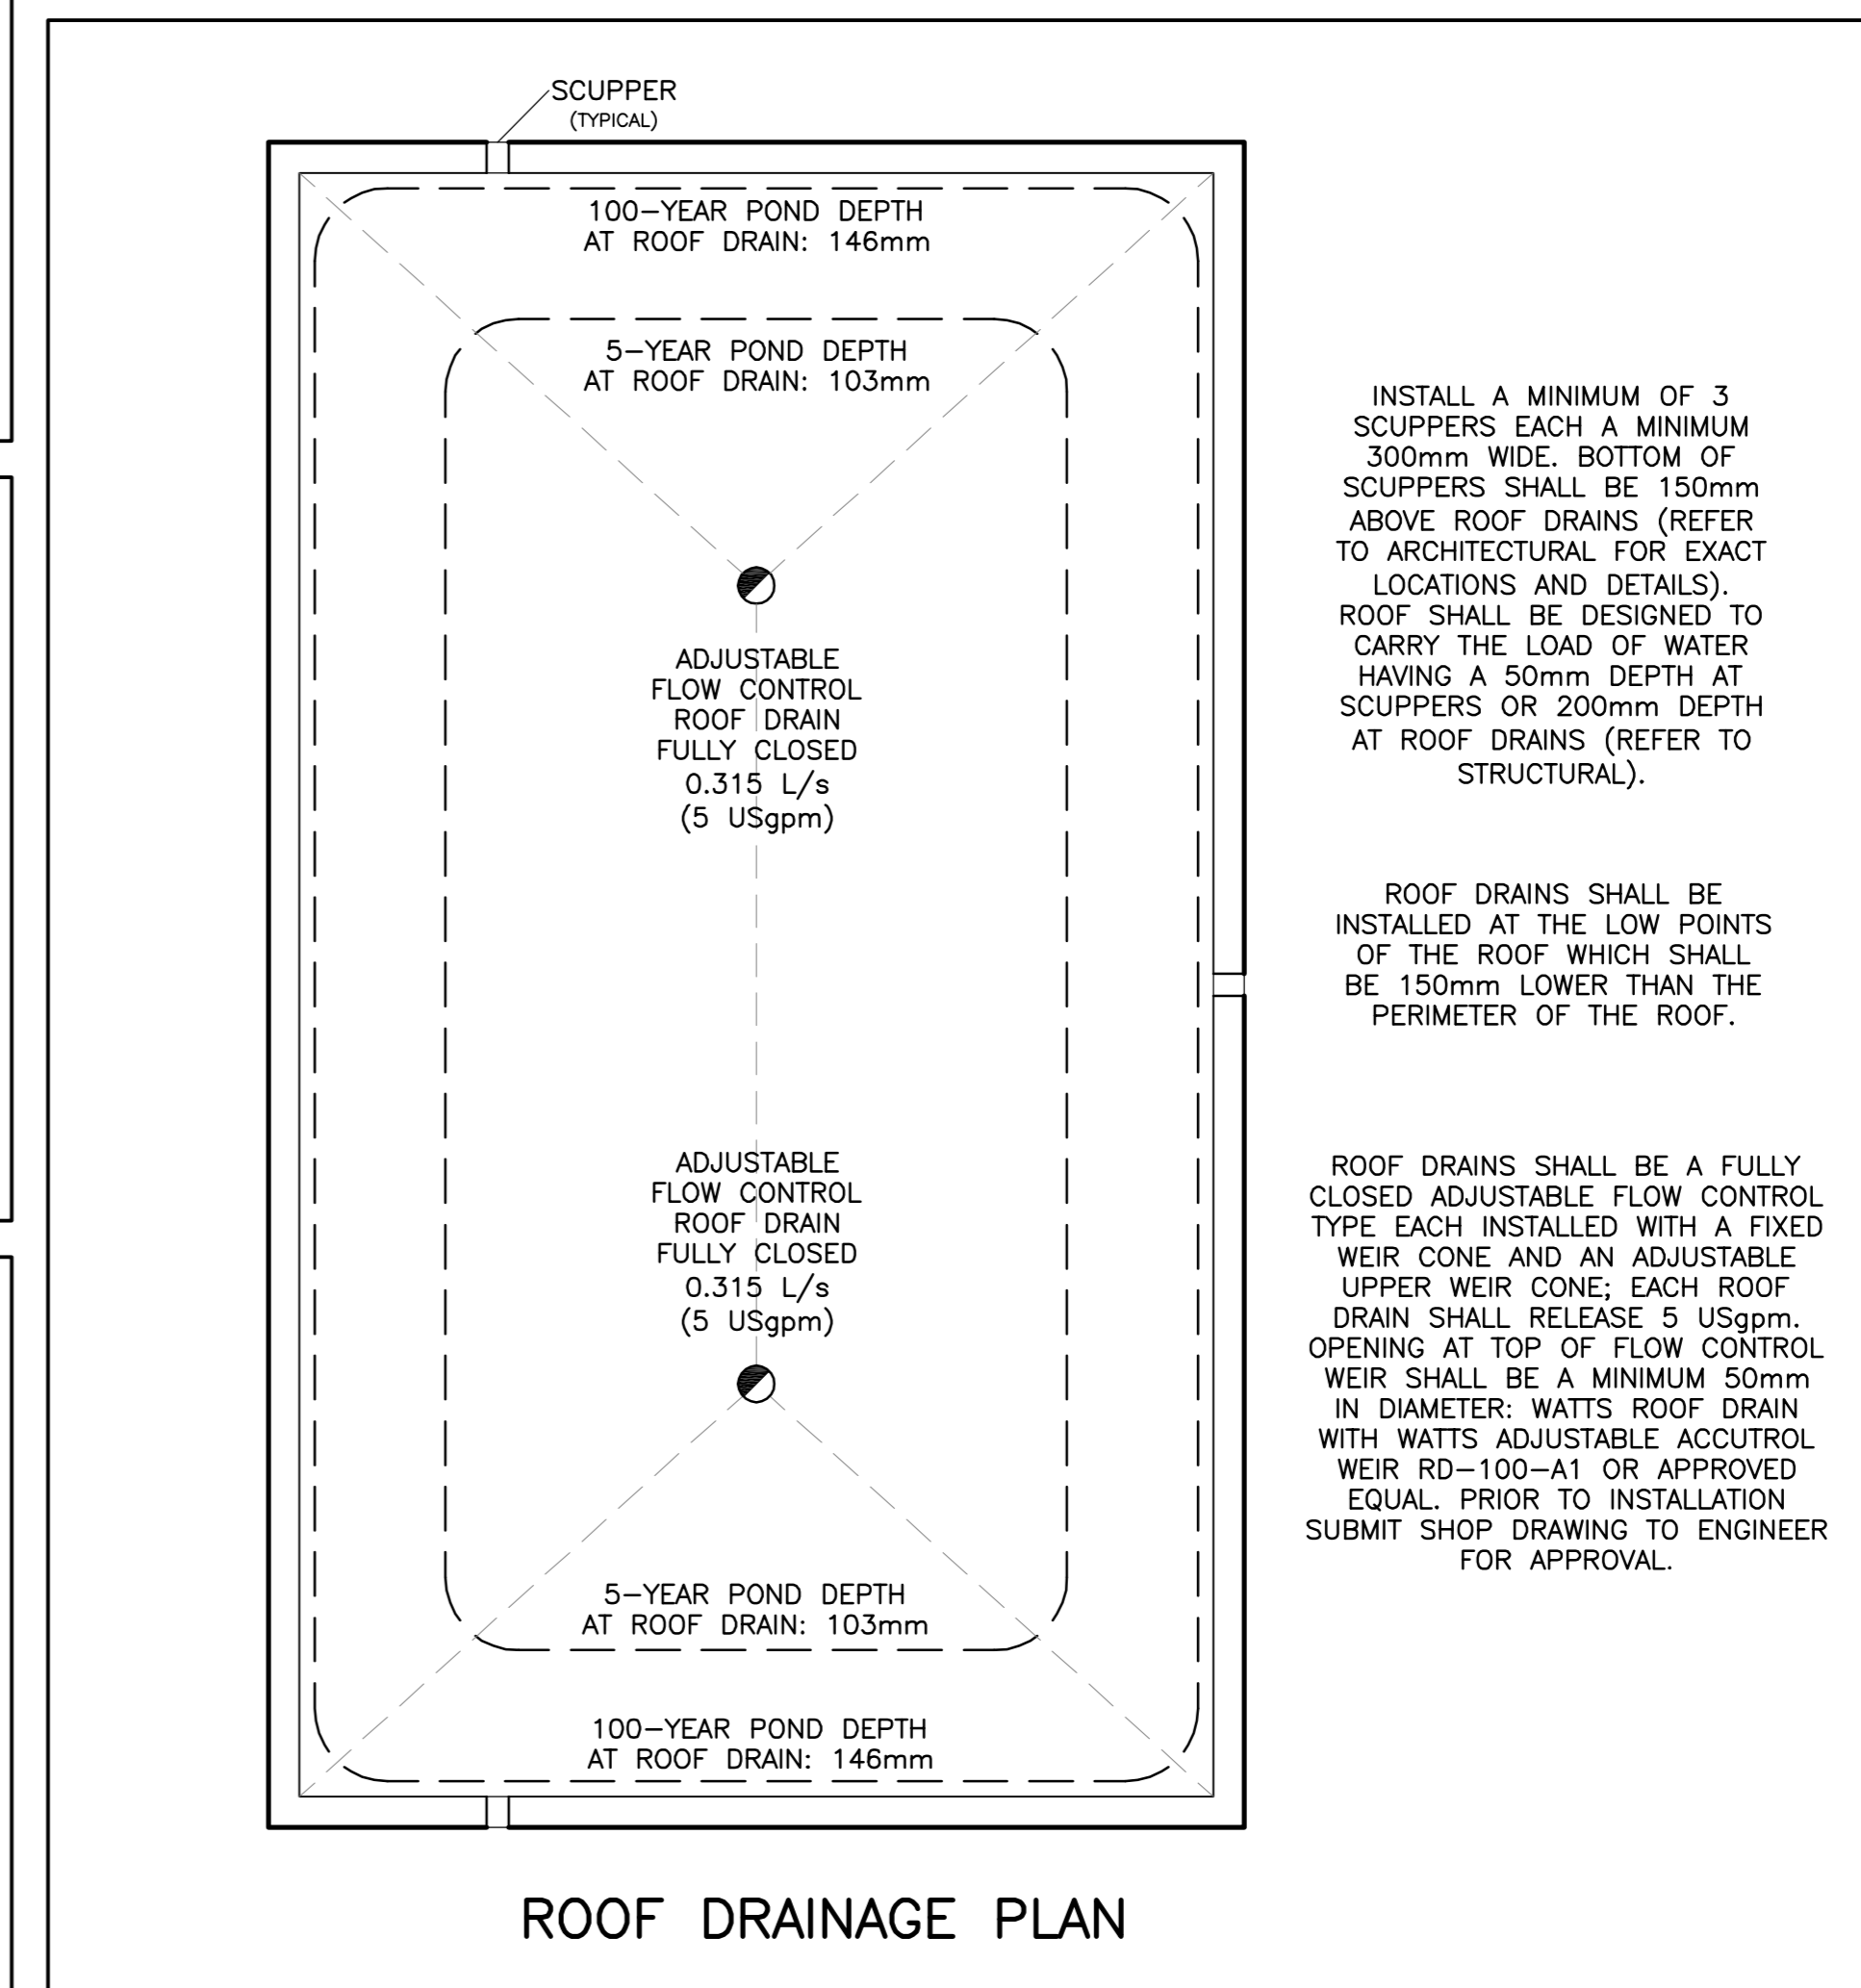 SCUPPER
(TYPICAL)
100-YEAR POND DEPTH
AT ROOF DRAIN: 146mm
5-YEAR POND DEPTH
AT ROOF DRAIN: 103mm
ADJUSTABLE
FLOW CONTROL
ROOF DRAIN
FULLY CLOSED
0.315 L/s
(5 USgpm)
ADJUSTABLE
FLOW CONTROL
ROOF DRAIN
FULLY CLOSED
0.315 L/s
(5 USgpm)
5-YEAR POND DEPTH
AT ROOF DRAIN: 103mm
100-YEAR POND DEPTH
AT ROOF DRAIN: 146mm
INSTALL A MINIMUM OF 3
SCUPPERS EACH A MINIMUM
300mm WIDE. BOTTOM OF
SCUPPERS SHALL BE 150mm
ABOVE ROOF DRAINS (REFER
TO ARCHITECTURAL FOR EXACT
LOCATIONS AND DETAILS).
ROOF SHALL BE DESIGNED TO
CARRY THE LOAD OF WATER
HAVING A 50mm DEPTH AT
SCUPPERS OR 200mm DEPTH
AT ROOF DRAINS (REFER TO
STRUCTURAL).
ROOF DRAINS SHALL BE
INSTALLED AT THE LOW POINTS
OF THE ROOF WHICH SHALL
BE 150mm LOWER THAN THE
PERIMETER OF THE ROOF.
ROOF DRAINS SHALL BE A FULLY
CLOSED ADJUSTABLE FLOW CONTROL
TYPE EACH INSTALLED WITH A FIXED
WEIR CONE AND AN ADJUSTABLE
UPPER WEIR CONE; EACH ROOF
DRAIN SHALL RELEASE 5 USgpm.
OPENING AT TOP OF FLOW CONTROL
WEIR SHALL BE A MINIMUM 50mm
IN DIAMETER: WATTS ROOF DRAIN
WITH WATTS ADJUSTABLE ACCUTROL
WEIR RD-100-A1 OR APPROVED
EQUAL. PRIOR TO INSTALLATION
SUBMIT SHOP DRAWING TO ENGINEER
FOR APPROVAL.
ROOF DRAINAGE PLAN